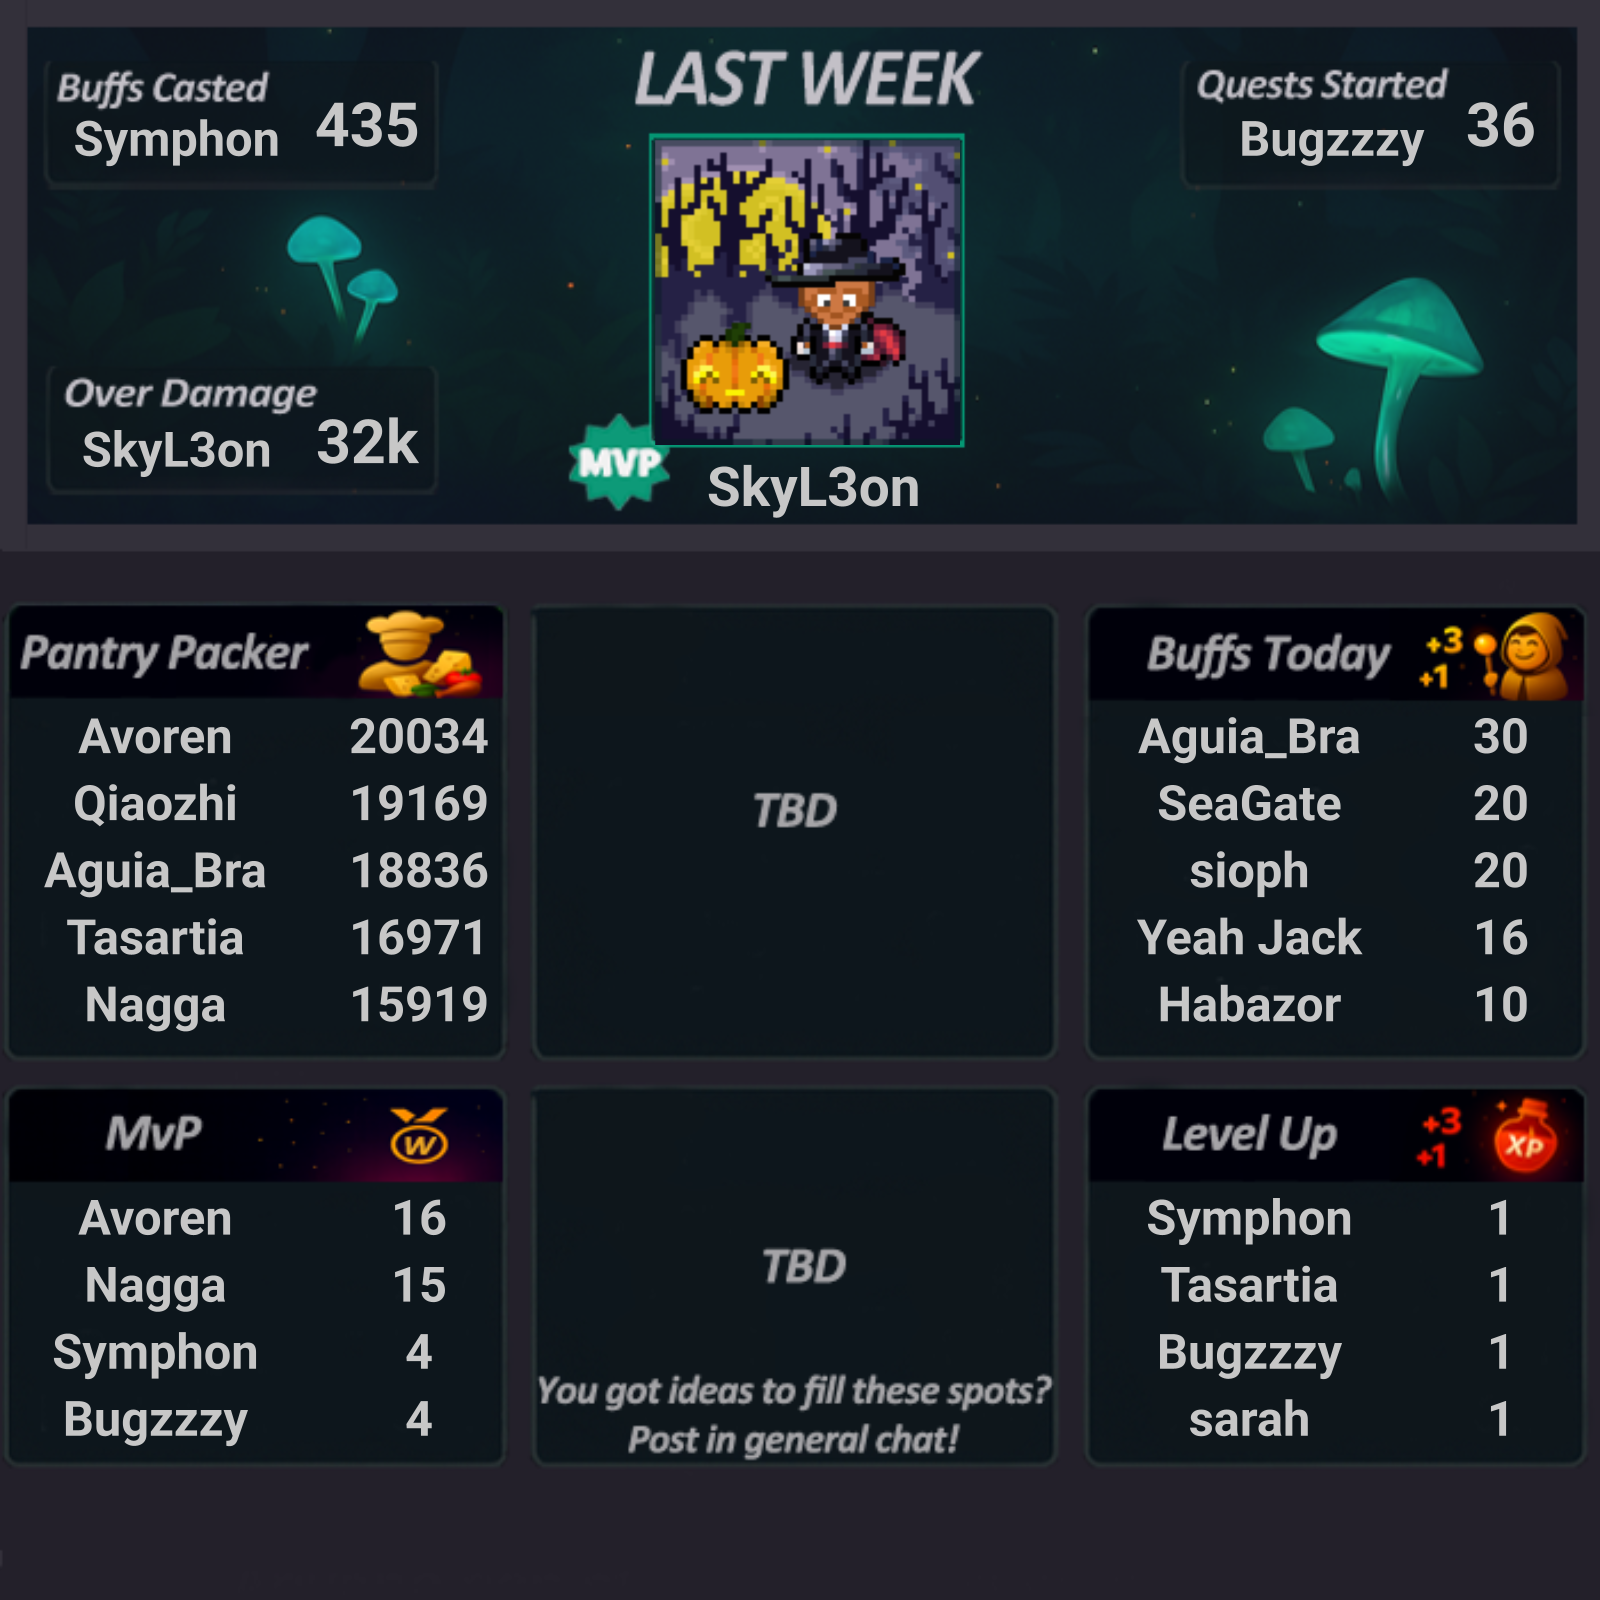 LAST WEEK
Buffs Casted
Symphon 435
Quests Started
Bugzzzy 36
Over Damage
SkyL3on 32k
MVP
SkyL3on
Pantry Packer
Avoren 20034
Qiaozhi 19169
Aguia_Bra 18836
Tasartia 16971
Nagga 15919
TBD
Buffs Today +3 +1
Aguia_Bra 30
SeaGate 20
sioph 20
Yeah Jack 16
Habazor 10
MvP W
Avoren 16
Nagga 15
Symphon 4
Bugzzzy 4
TBD
You got ideas to fill these spots?
Post in general chat!
Level Up +3 +1 XP
Symphon 1
Tasartia 1
Bugzzzy 1
sarah 1